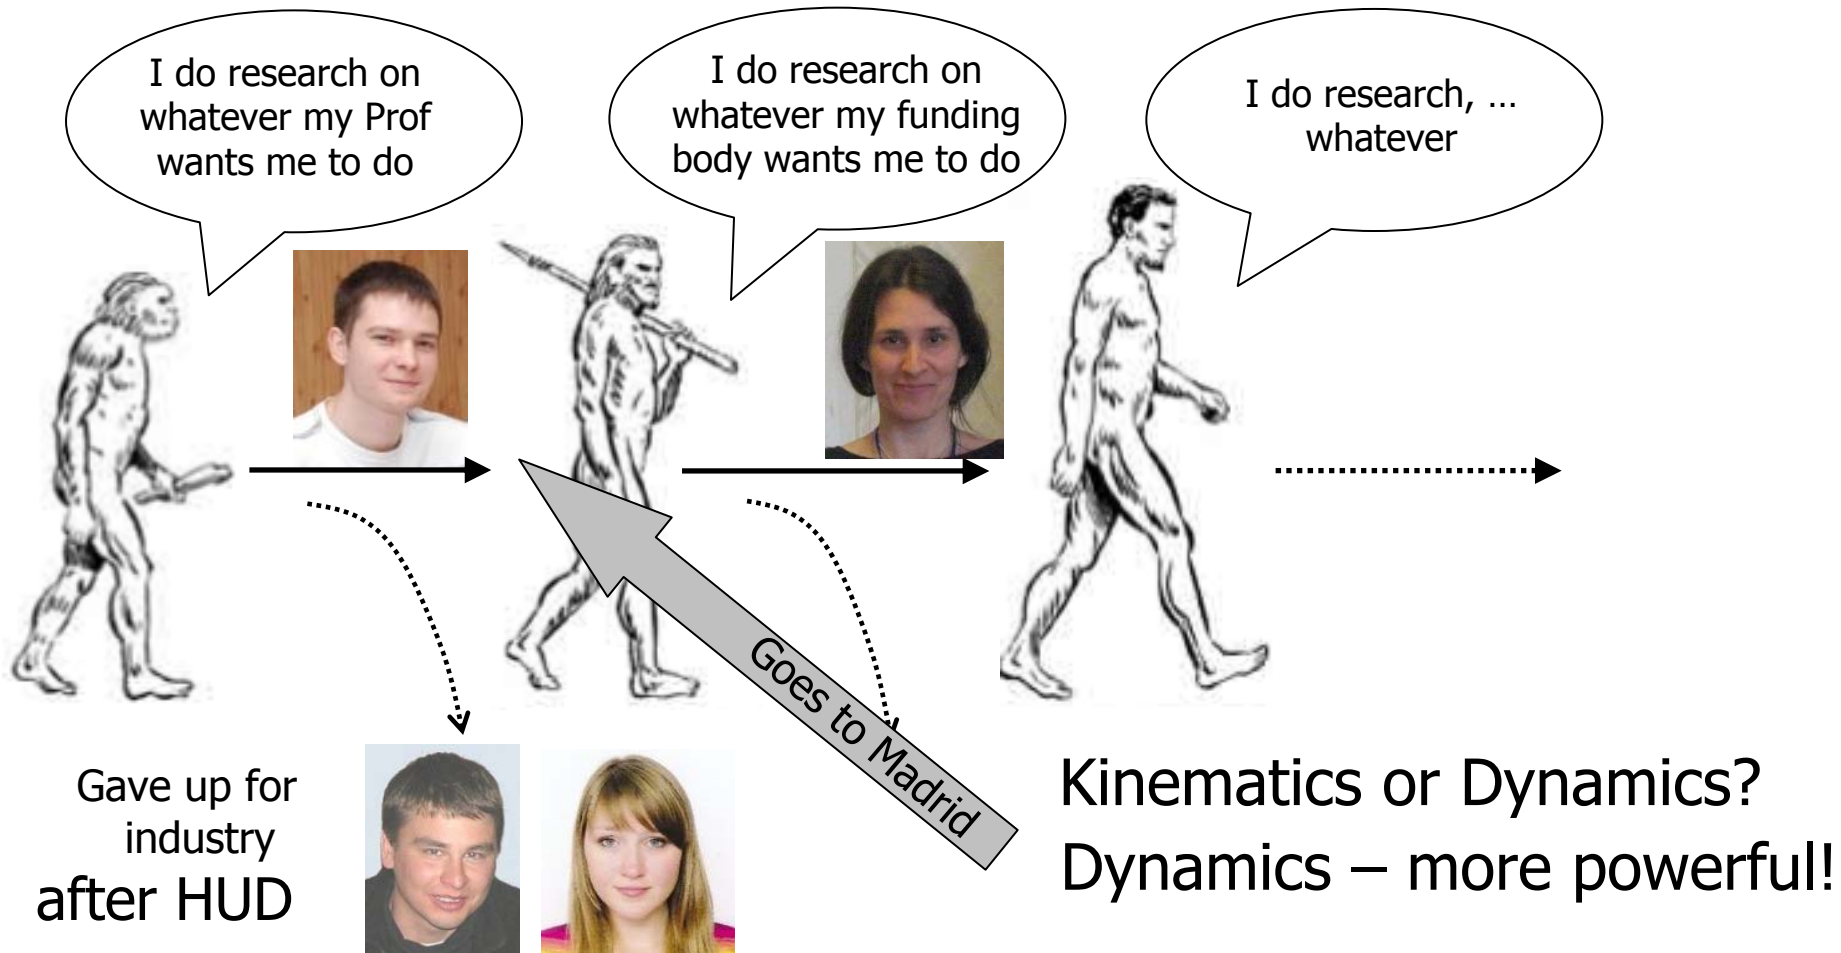 I do research on
whatever my Prof
wants me to do
I do research on
whatever my funding
body wants me to do
I do research, …
whatever
Goes to Madrid
Gave up for
industry
after HUD
Kinematics or Dynamics?
Dynamics – more powerful!